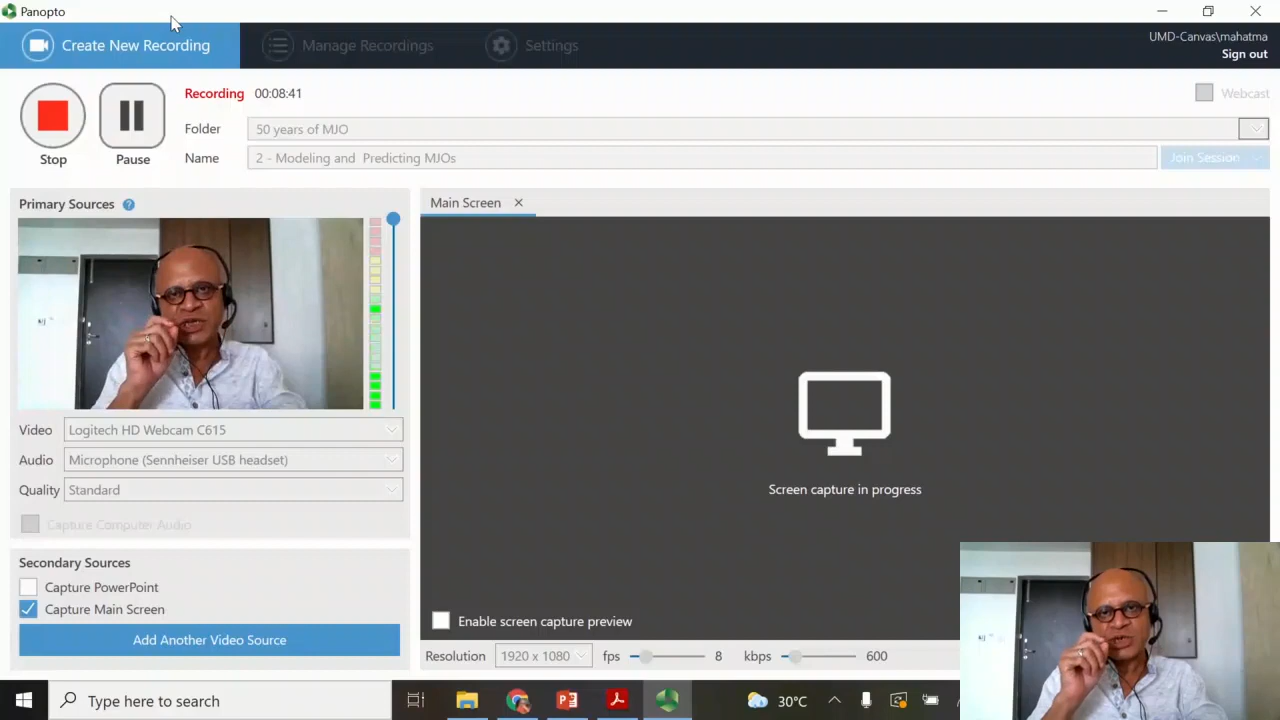 Panopto
Create New Recording
Manage Recordings
Settings
UMD-Canvas\mahatma
Sign out
Recording 00:08:41
Webcast
Folder 50 years of MJO
Stop
Pause
Name 2 - Modeling and Predicting MJOs
Join Session
Primary Sources ?
Main Screen
Video Logitech HD Webcam C615
Audio Microphone (Sennheiser USB headset)
Quality Standard
Capture Computer Audio
Screen capture in progress
Secondary Sources
Capture PowerPoint
Capture Main Screen
Add Another Video Source
Enable screen capture preview
Resolution 1920 x 1080 fps 8 kbps 600
Type here to search
30°C